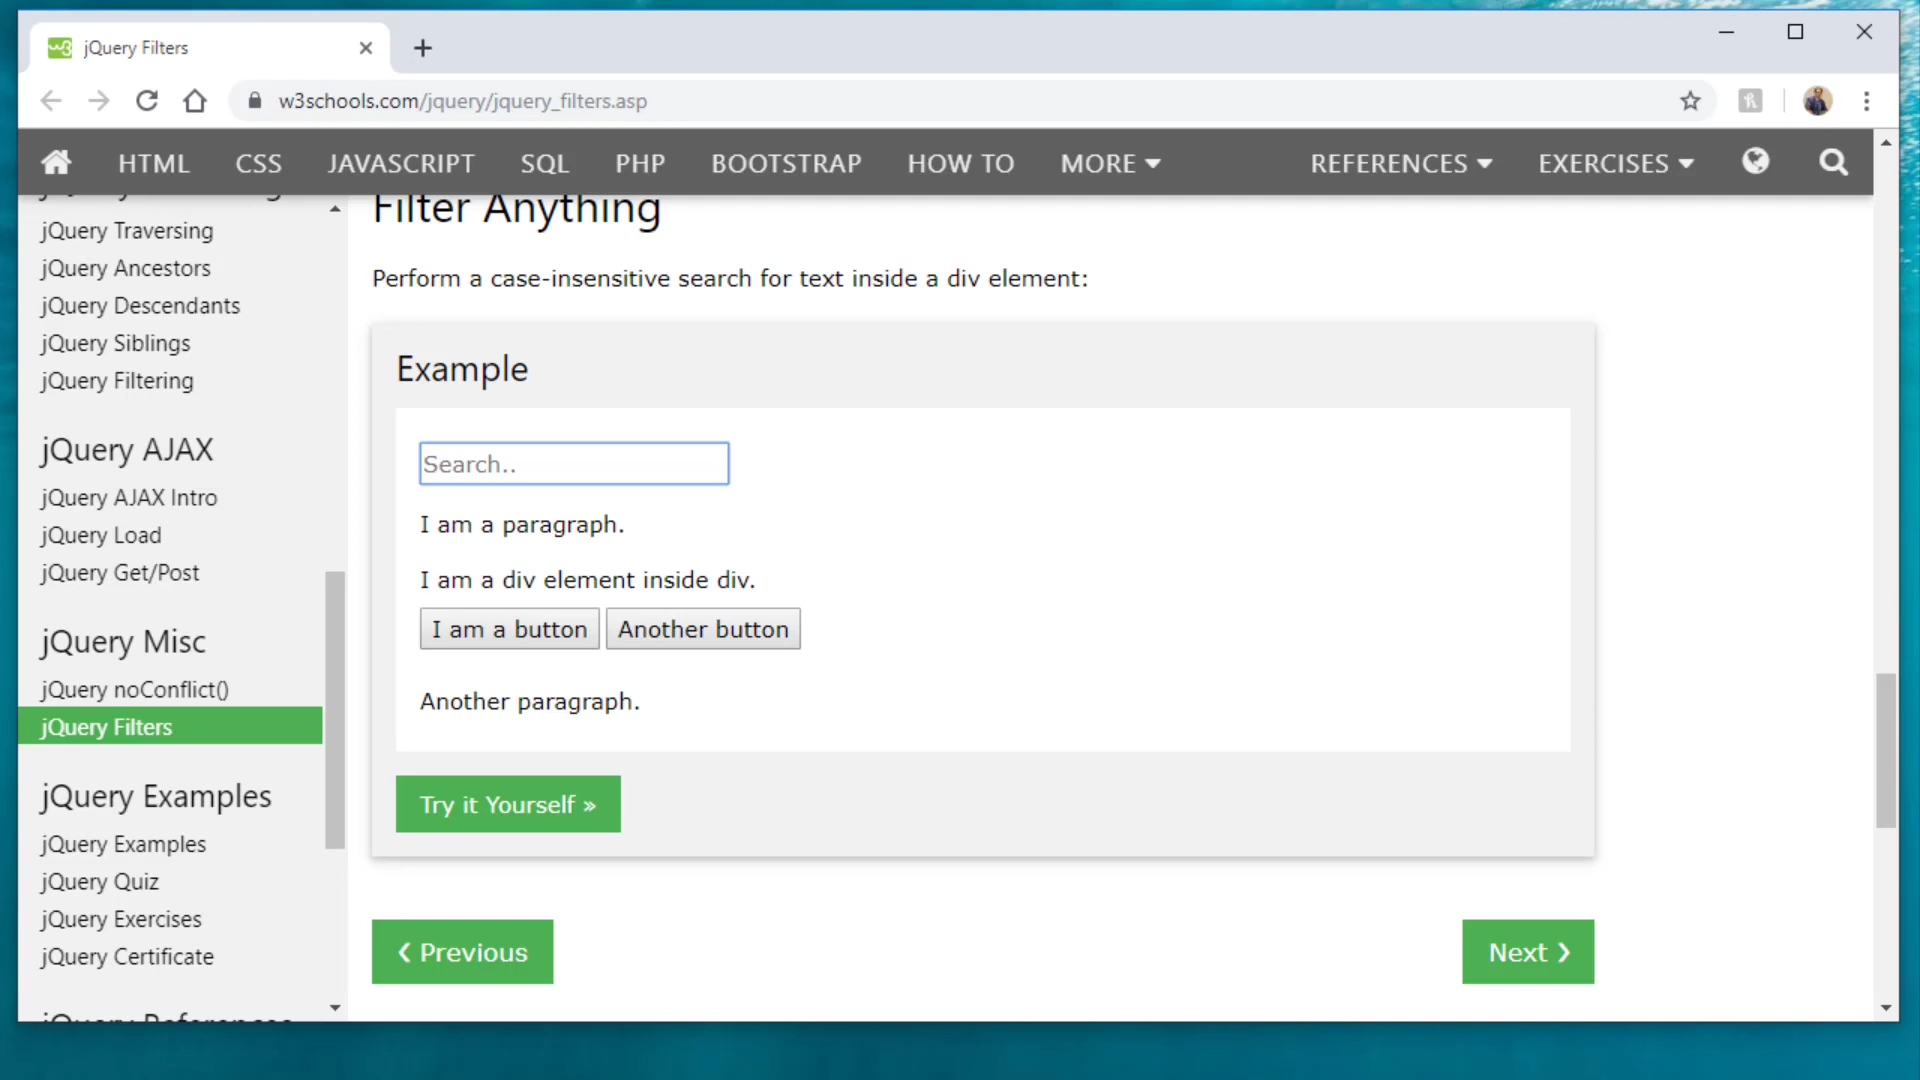 jQuery Filters
w3schools.com/jquery/jquery_filters.asp
HTML CSS JAVASCRIPT SQL PHP BOOTSTRAP HOW TO MORE REFERENCES EXERCISES
jQuery Traversing
jQuery Ancestors
jQuery Descendants
jQuery Siblings
jQuery Filtering
jQuery AJAX
jQuery AJAX Intro
jQuery Load
jQuery Get/Post
jQuery Misc
jQuery noConflict()
jQuery Filters
jQuery Examples
jQuery Examples
jQuery Quiz
jQuery Exercises
jQuery Certificate
jQuery References
Filter Anything
Perform a case-insensitive search for text inside a div element:
Example
Search..
I am a paragraph.
I am a div element inside div.
I am a button Another button
Another paragraph.
Try it Yourself »
❮ Previous Next ❯